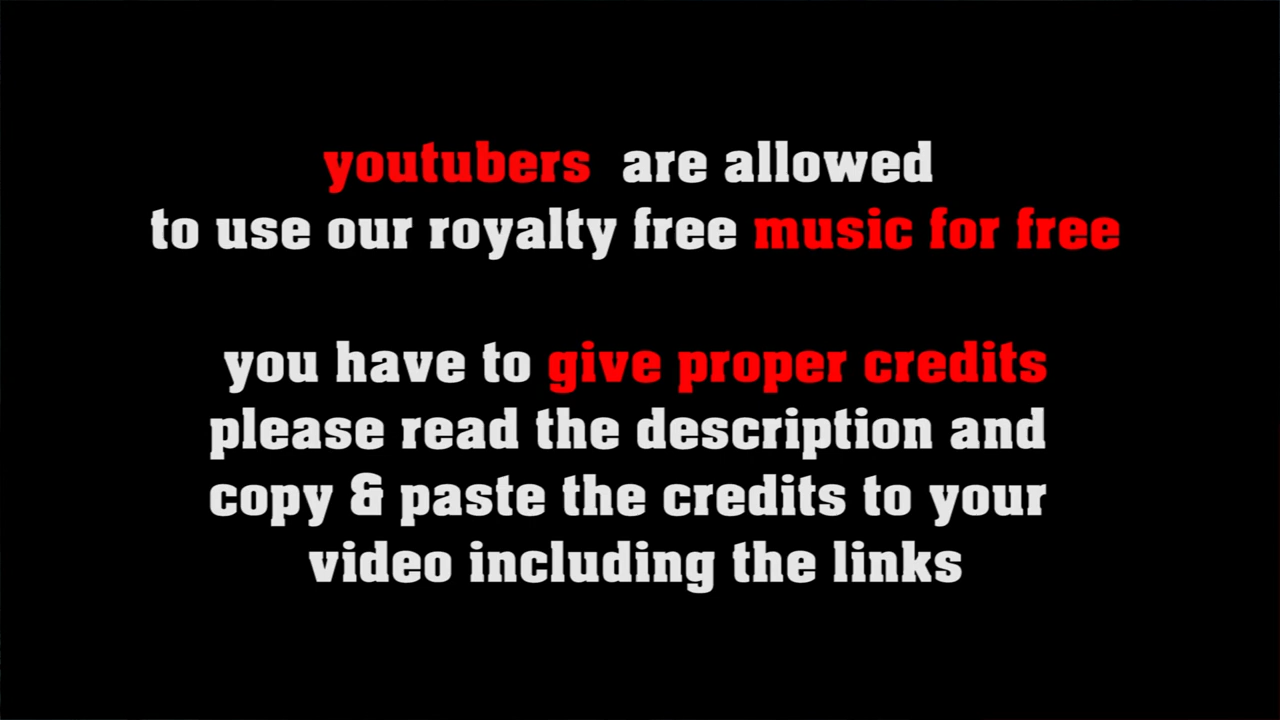 youtubers are allowed
to use our royalty free music for free
you have to give proper credits
please read the description and
copy & paste the credits to your
video including the links